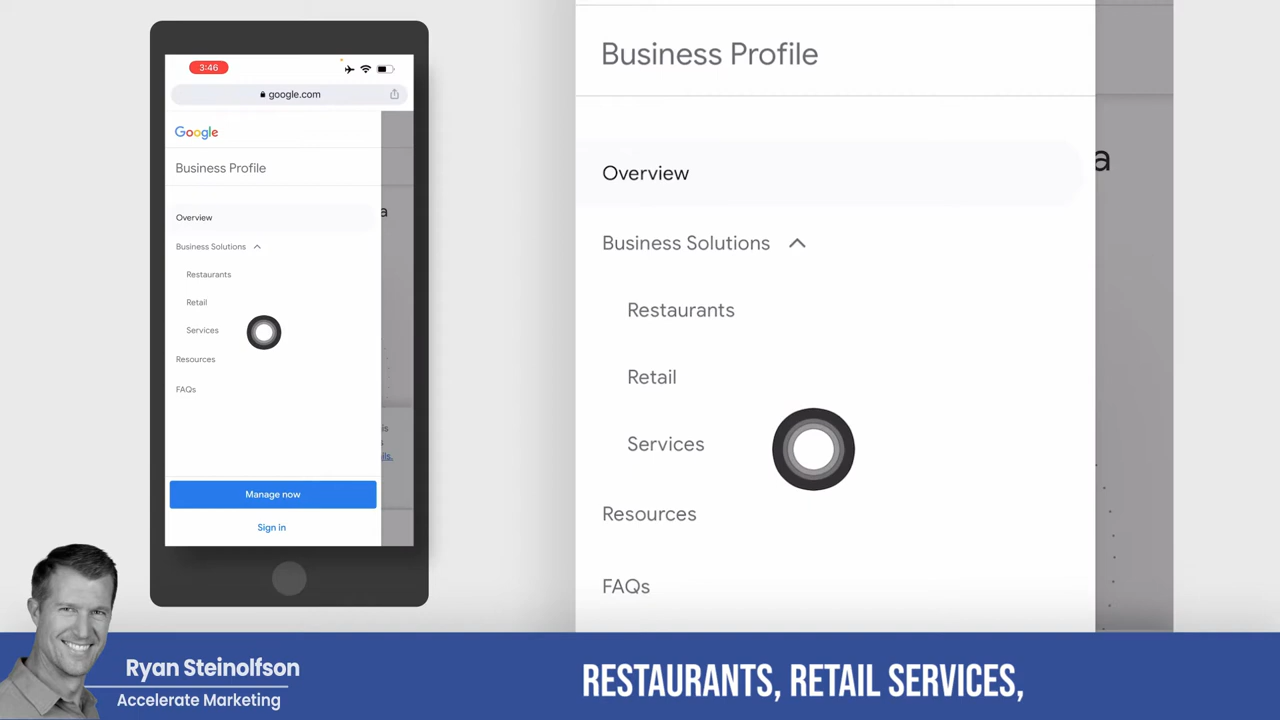 3:46
google.com
Google
Business Profile
a
Overview
Business Solutions
Restaurants
Retail
Services
Resources
FAQs
Manage now
Sign in
Business Profile
Overview
a
Business Solutions
Restaurants
Retail
Services
Resources
FAQs
Ryan Steinolfson
Accelerate Marketing
RESTAURANTS, RETAIL SERVICES,